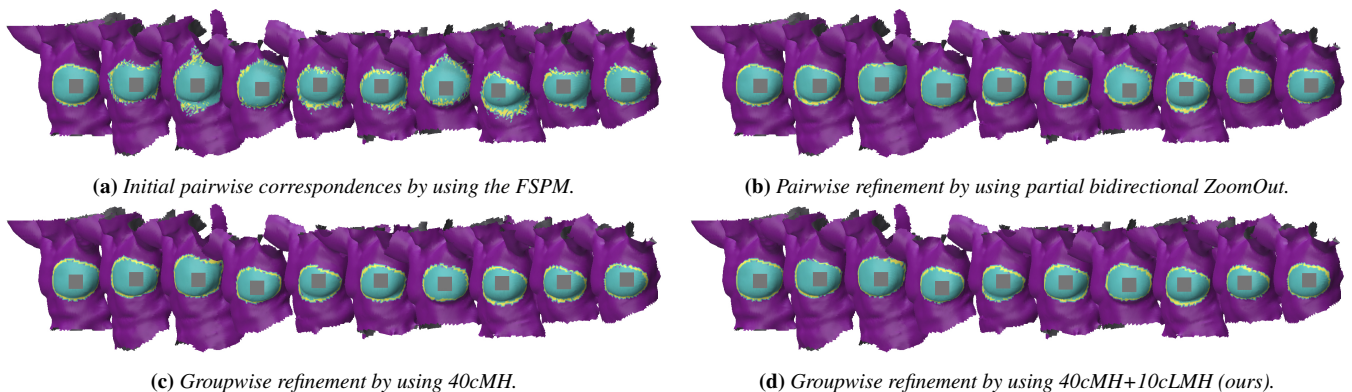 (a) Initial pairwise correspondences by using the FSPM.
(b) Pairwise refinement by using partial bidirectional ZoomOut.
(c) Groupwise refinement by using 40cMH.
(d) Groupwise refinement by using 40cMH+10cLMH (ours).